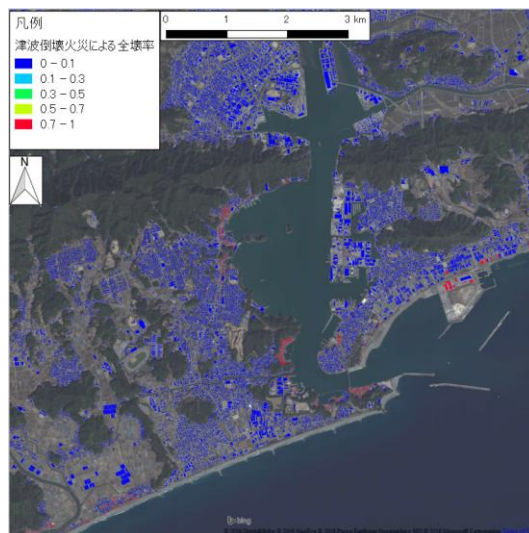 凡例
津波倒壊火災による全壊率
0 – 0.1
0.1 – 0.3
0.3 – 0.5
0.5 – 0.7
0.7 – 1
0 1 2 3 km
N
bing